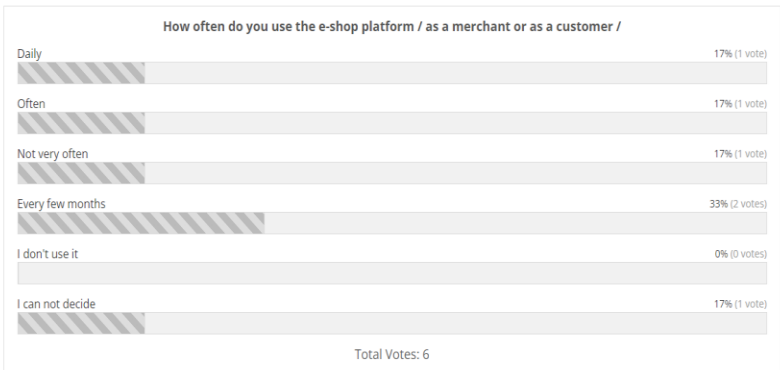 How often do you use the e-shop platform / as a merchant or as a customer /
Daily 17% (1 vote)
Often 17% (1 vote)
Not very often 17% (1 vote)
Every few months 33% (2 votes)
I don't use it 0% (0 votes)
I can not decide 17% (1 vote)
Total Votes: 6